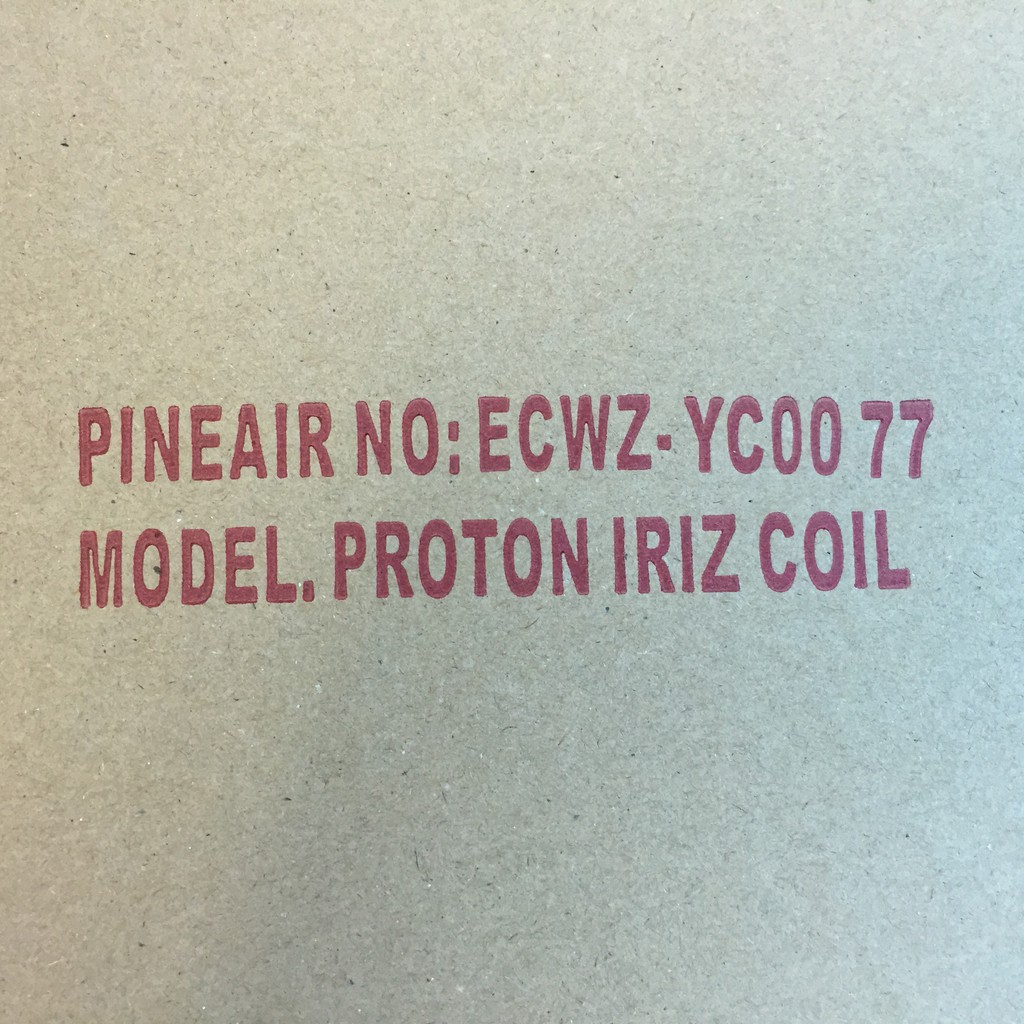 PINEAIR NO: ECWZ-YC00 77
MODEL. PROTON IRIZ COIL